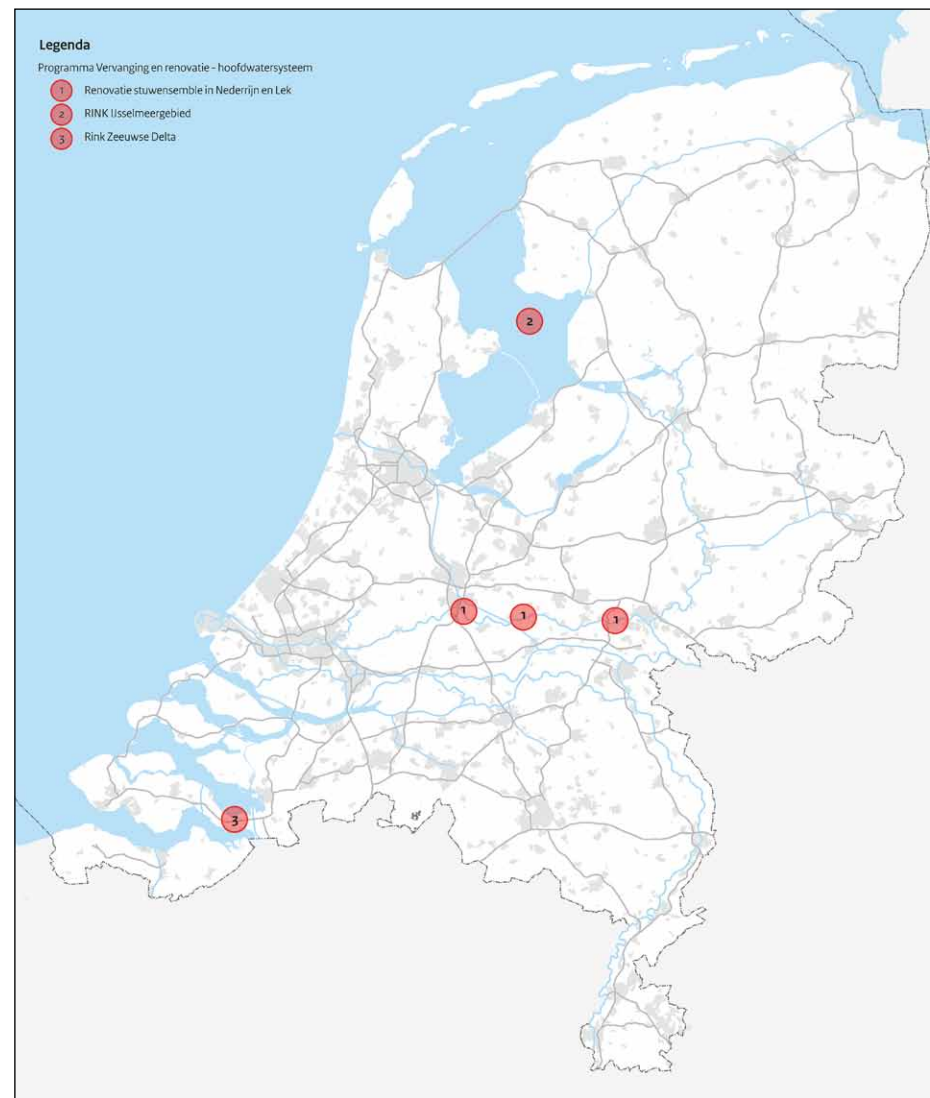 Legenda
Programma Vervanging en renovatie - hoofdwatersysteem
1 Renovatie stuwensemble in Nederrijn en Lek
2 RINK IJsselmeergebied
3 Rink Zeeuwse Delta
2
1 1 1
3